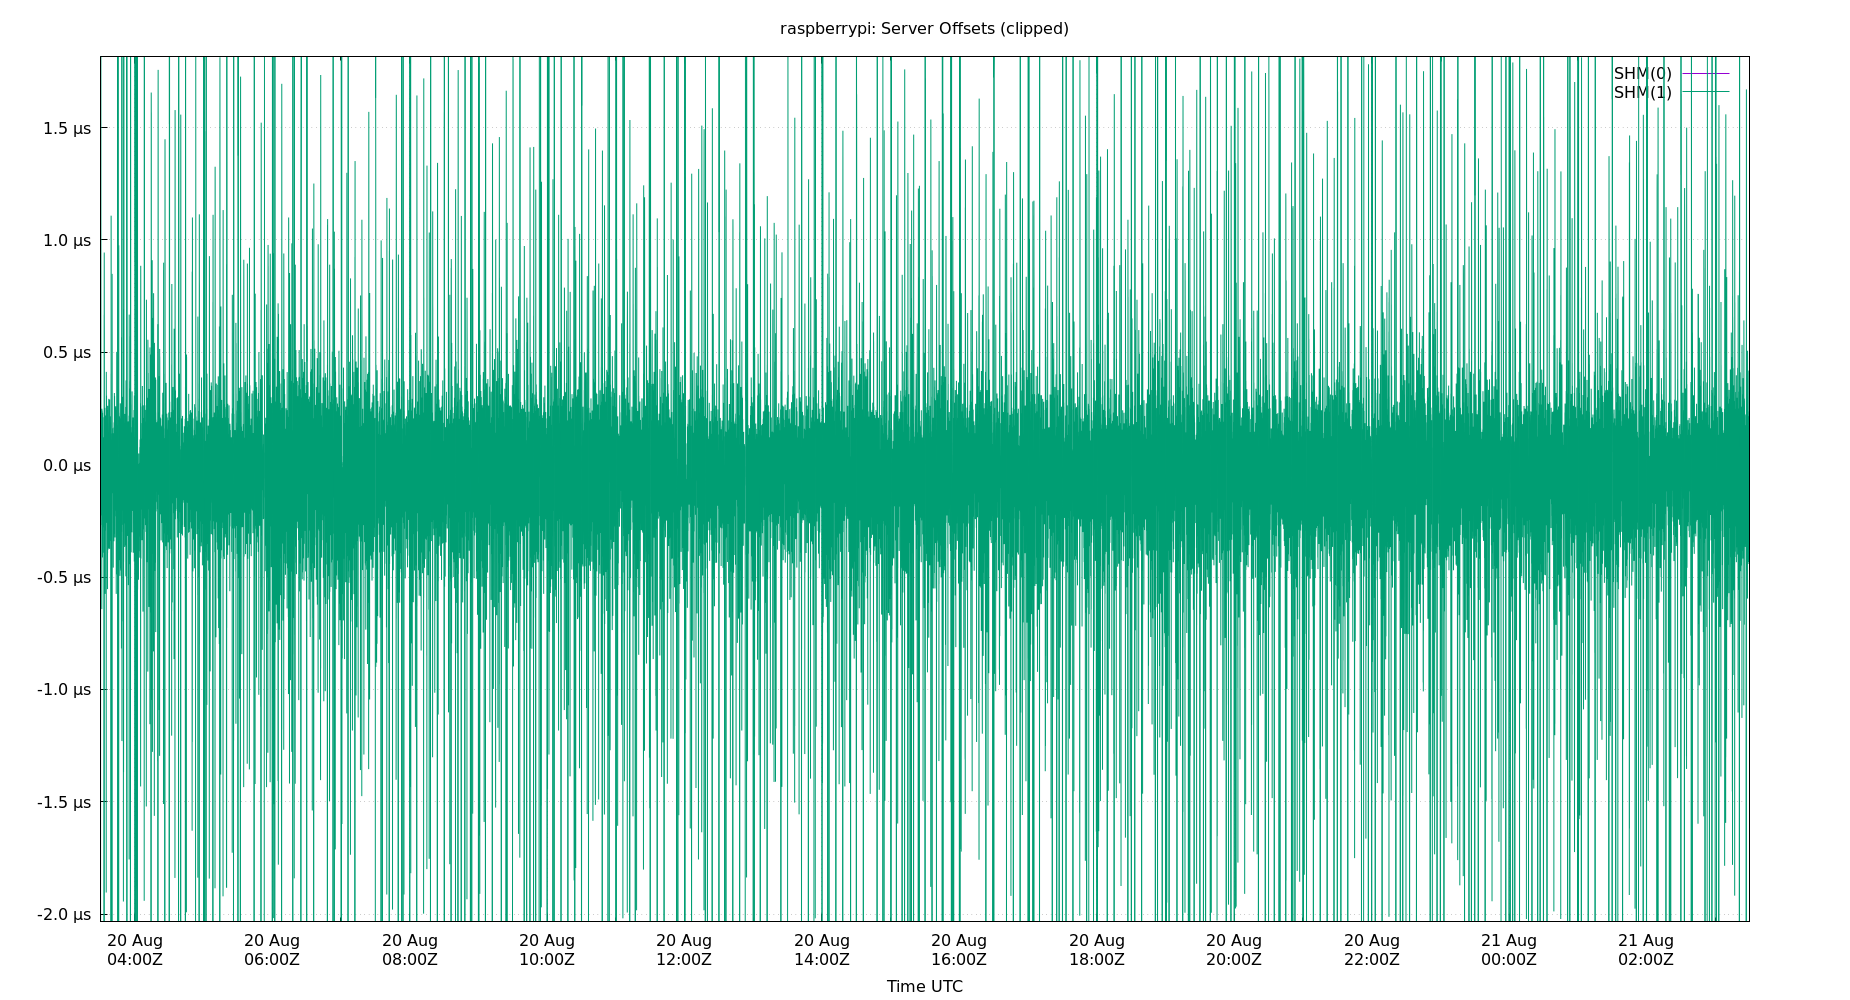 raspberrypi: Server Offsets (clipped)
SHM(0)
SHM(1)
1.5 µs
1.0 µs
0.5 µs
0.0 µs
-0.5 µs
-1.0 µs
-1.5 µs
-2.0 µs
20 Aug 20 Aug 20 Aug 20 Aug 20 Aug 20 Aug 20 Aug 20 Aug 20 Aug 20 Aug 21 Aug 21 Aug
04:00Z 06:00Z 08:00Z 10:00Z 12:00Z 14:00Z 16:00Z 18:00Z 20:00Z 22:00Z 00:00Z 02:00Z
Time UTC